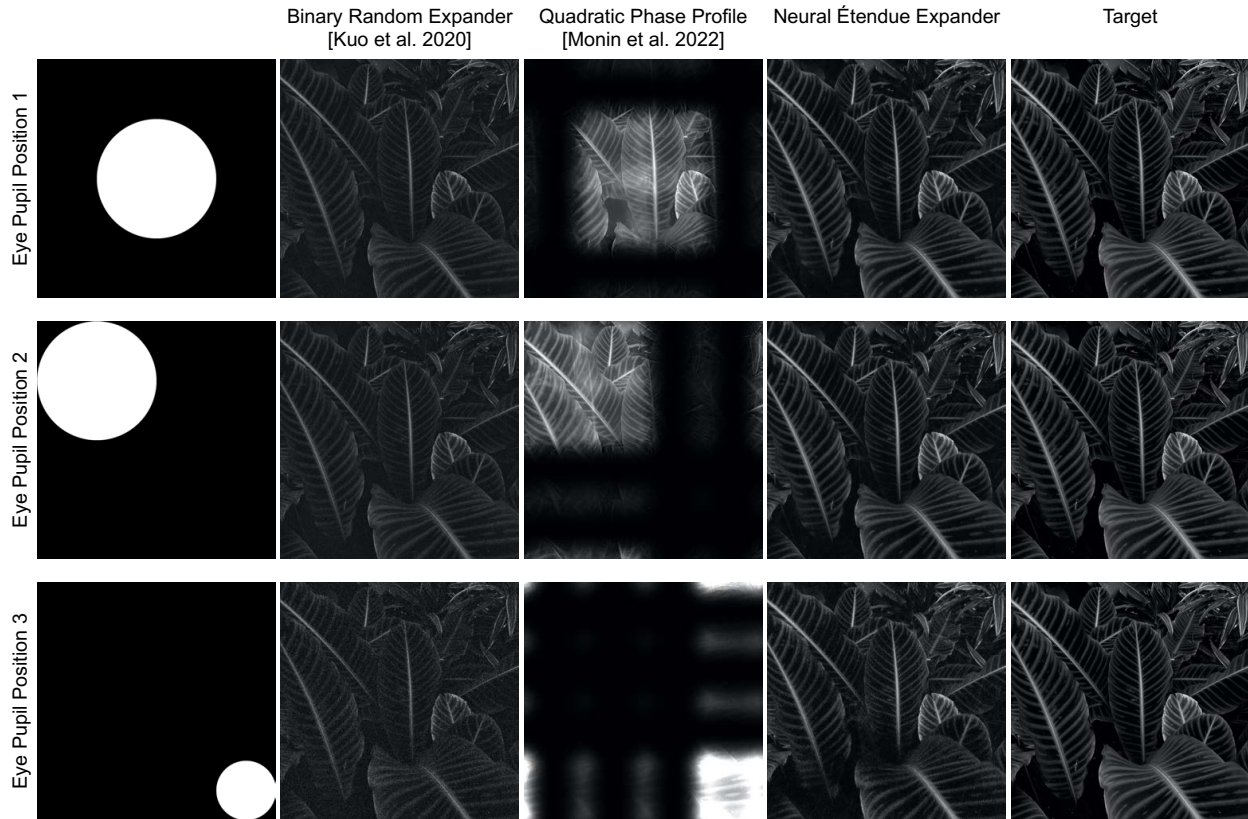 Binary Random Expander
[Kuo et al. 2020]
Quadratic Phase Profile
[Monin et al. 2022]
Neural Étendue Expander
Target
Eye Pupil Position 1
Eye Pupil Position 2
Eye Pupil Position 3